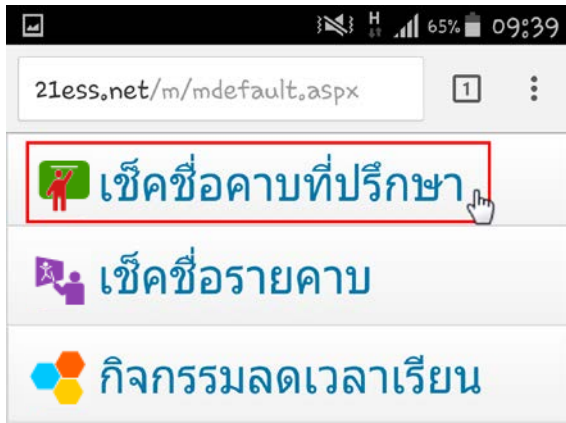 H 65% 09:39
21ess.net/m/mdefault.aspx 1
เช็คชื่อคาบที่ปรึกษา
เช็คชื่อรายคาบ
กิจกรรมลดเวลาเรียน